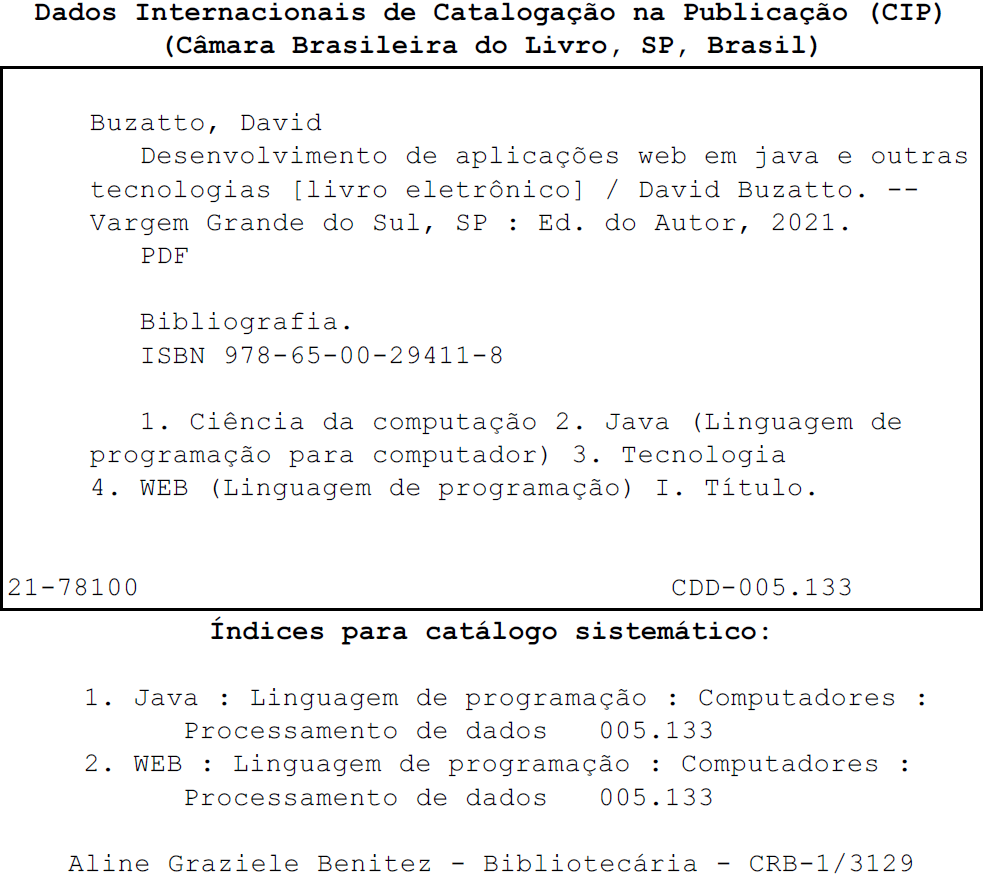 Dados Internacionais de Catalogação na Publicação (CIP)
(Câmara Brasileira do Livro, SP, Brasil)
Buzatto, David
Desenvolvimento de aplicações web em java e outras
tecnologias [livro eletrônico] / David Buzatto. --
Vargem Grande do Sul, SP : Ed. do Autor, 2021.
PDF
Bibliografia.
ISBN 978-65-00-29411-8
1. Ciência da computação 2. Java (Linguagem de
programação para computador) 3. Tecnologia
4. WEB (Linguagem de programação) I. Título.
21-78100 CDD-005.133
Índices para catálogo sistemático:
1. Java : Linguagem de programação : Computadores :
Processamento de dados 005.133
2. WEB : Linguagem de programação : Computadores :
Processamento de dados 005.133
Aline Graziele Benitez - Bibliotecária - CRB-1/3129